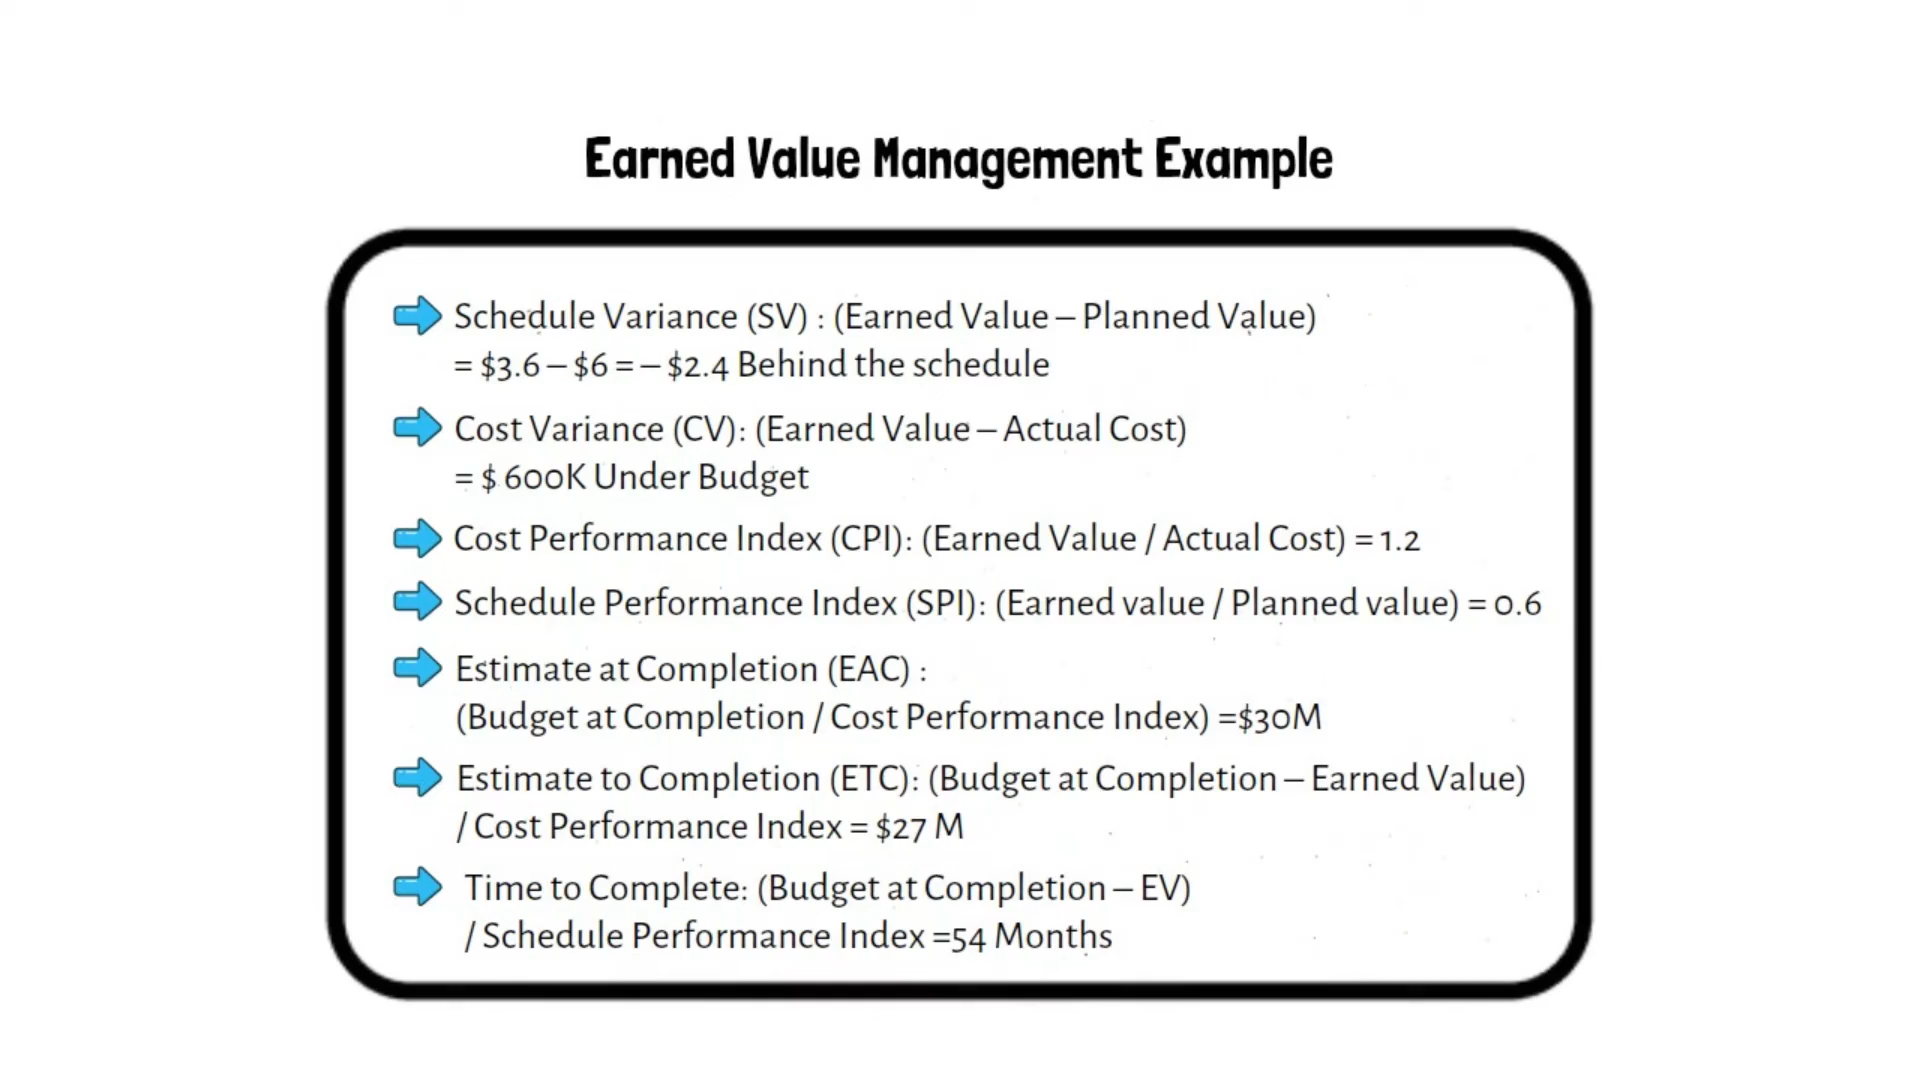 Earned Value Management Example
Schedule Variance (SV) : (Earned Value – Planned Value)
= $3.6 – $6 = – $2.4 Behind the schedule
Cost Variance (CV): (Earned Value – Actual Cost)
= $ 600K Under Budget
Cost Performance Index (CPI): (Earned Value / Actual Cost) = 1.2
Schedule Performance Index (SPI): (Earned value / Planned value) = 0.6
Estimate at Completion (EAC) :
(Budget at Completion / Cost Performance Index) =$30M
Estimate to Completion (ETC): (Budget at Completion – Earned Value)
/ Cost Performance Index = $27 M
Time to Complete: (Budget at Completion – EV)
/ Schedule Performance Index =54 Months